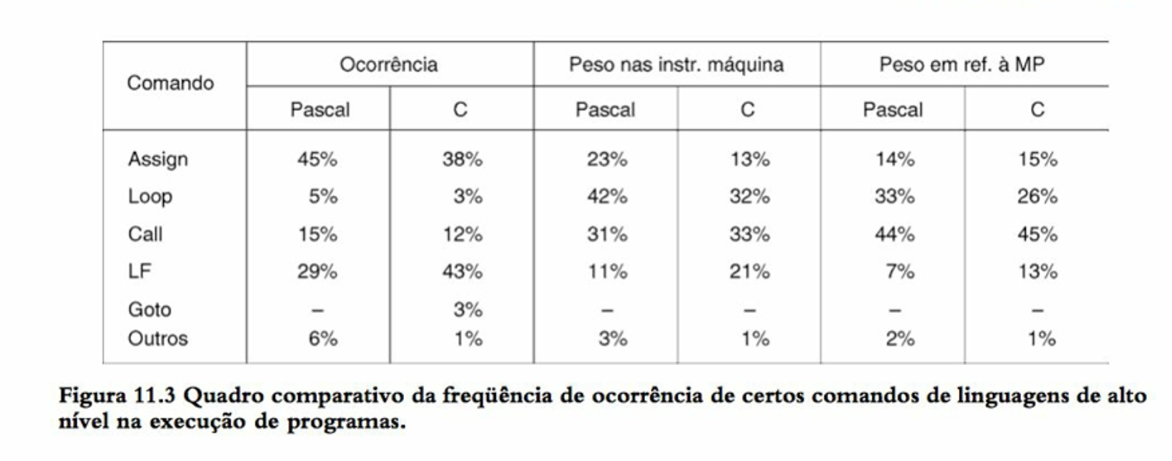 Comando Ocorrência Peso nas instr. máquina Peso em ref. à MP
Pascal C Pascal C Pascal C
Assign 45% 38% 23% 13% 14% 15%
Loop 5% 3% 42% 32% 33% 26%
Call 15% 12% 31% 33% 44% 45%
LF 29% 43% 11% 21% 7% 13%
Goto – 3% – – – –
Outros 6% 1% 3% 1% 2% 1%
Figura 11.3 Quadro comparativo da freqüência de ocorrência de certos comandos de linguagens de alto
nível na execução de programas.